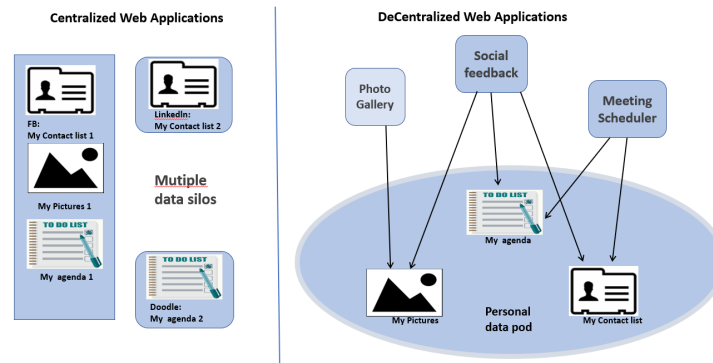 Centralized Web Applications
FB:
My Contact list 1
My Pictures 1
TO DO LIST
My agenda 1
LinkedIn:
My Contact list 2
Mutiple
data silos
TO DO LIST
Doodle:
My agenda 2
DeCentralized Web Applications
Photo
Gallery
Social
feedback
Meeting
Scheduler
TO DO LIST
My agenda
My Pictures
Personal
data pod
My Contact list